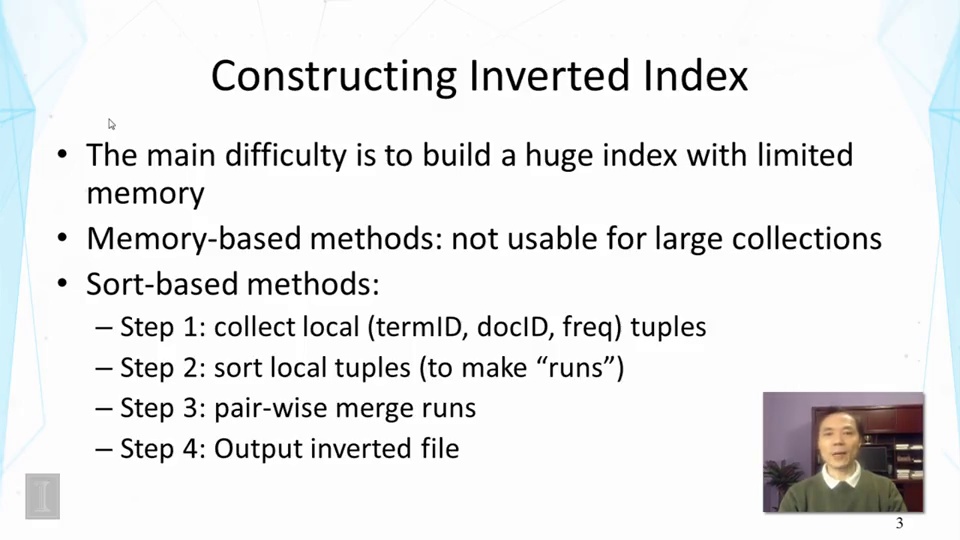 Constructing Inverted Index
• The main difficulty is to build a huge index with limited
memory
• Memory-based methods: not usable for large collections
• Sort-based methods:
– Step 1: collect local (termID, docID, freq) tuples
– Step 2: sort local tuples (to make “runs”)
– Step 3: pair-wise merge runs
– Step 4: Output inverted file
I
3